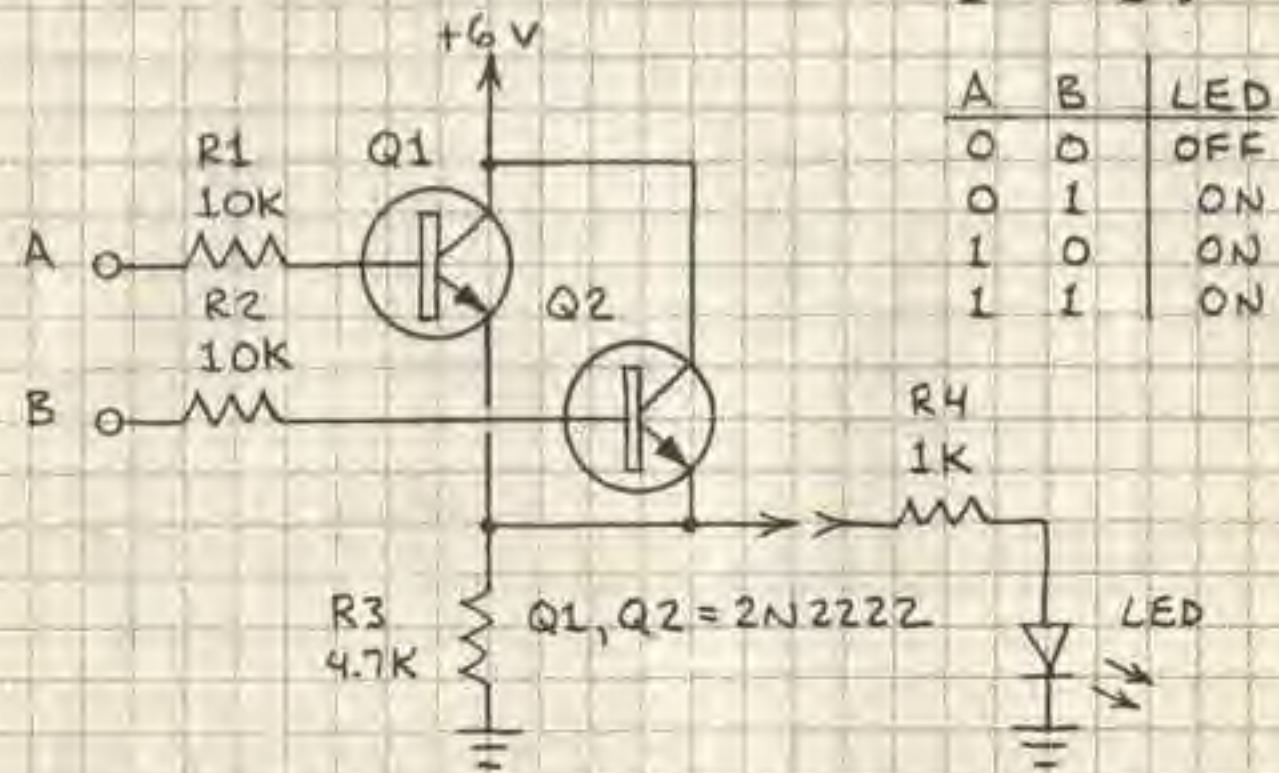 +6 V
A B LED
0 0 OFF
0 1 ON
1 0 ON
1 1 ON
R1
10K
Q1
A
R2
10K
Q2
B
R4
1K
R3
4.7K
Q1, Q2 = 2N2222
LED